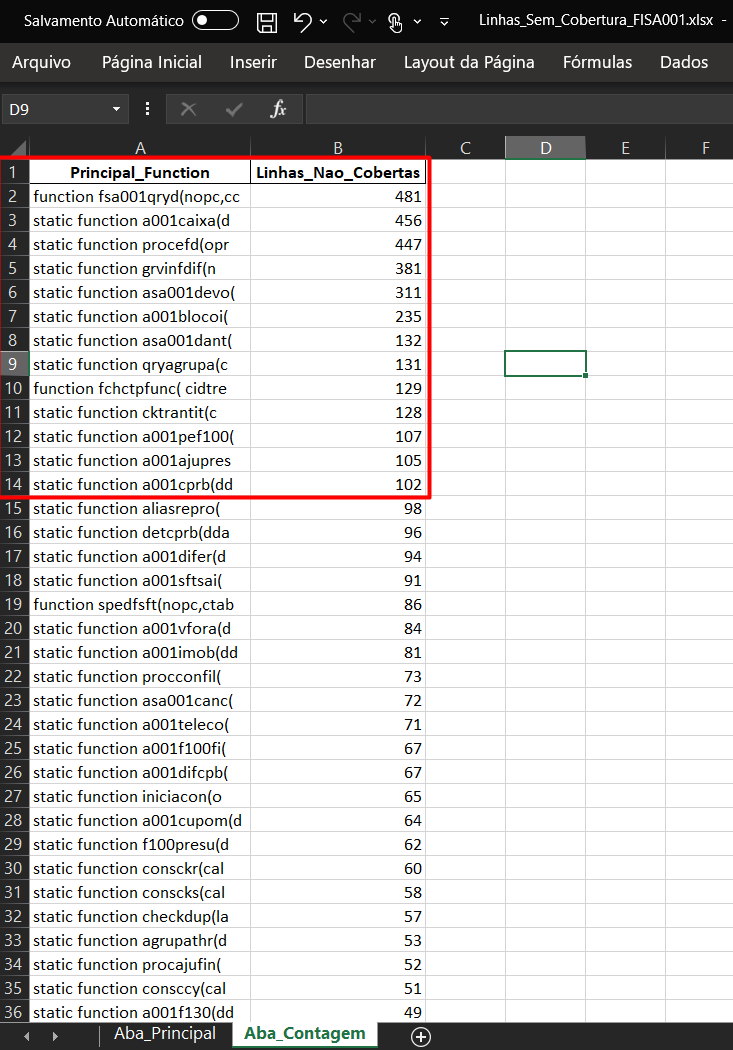 Salvamento Automático Linhas_Sem_Cobertura_FISA001.xlsx -
Arquivo Página Inicial Inserir Desenhar Layout da Página Fórmulas Dados
D9 fx
A B C D E F
1 Principal_Function Linhas_Nao_Cobertas
2 function fsa001qryd(nopc,cc 481
3 static function a001caixa(d 456
4 static function procefd(opr 447
5 static function grvinfdif(n 381
6 static function asa001devo( 311
7 static function a001blocoi( 235
8 static function asa001dant( 132
9 static function qryagrupa(c 131
10 function fchctpfunc( cidtre 129
11 static function cktrantit(c 128
12 static function a001pef100( 107
13 static function a001ajupres 105
14 static function a001cprb(dd 102
15 static function aliasrepro( 98
16 static function detcprb(dda 96
17 static function a001difer(d 94
18 static function a001sftsai( 91
19 function spedfsft(nopc,ctab 86
20 static function a001vfora(d 84
21 static function a001imob(dd 81
22 static function procconfil( 73
23 static function asa001canc( 72
24 static function a001teleco( 71
25 static function a001f100fi( 67
26 static function a001difcpb( 67
27 static function iniciacon(o 65
28 static function a001cupom(d 64
29 static function f100presu(d 62
30 static function consckr(cal 60
31 static function conscks(cal 58
32 static function checkdup(la 57
33 static function agrupathr(d 53
34 static function procajufin( 52
35 static function consccy(cal 51
36 static function a001f130(dd 49
Aba_Principal Aba_Contagem